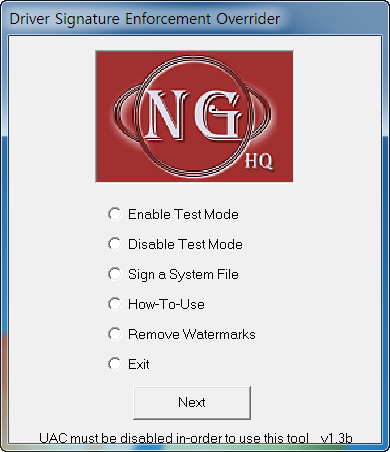 Driver Signature Enforcement Overrider
NG
HQ
Enable Test Mode
Disable Test Mode
Sign a System File
How-To-Use
Remove Watermarks
Exit
Next
UAC must be disabled in-order to use this tool v1.3b